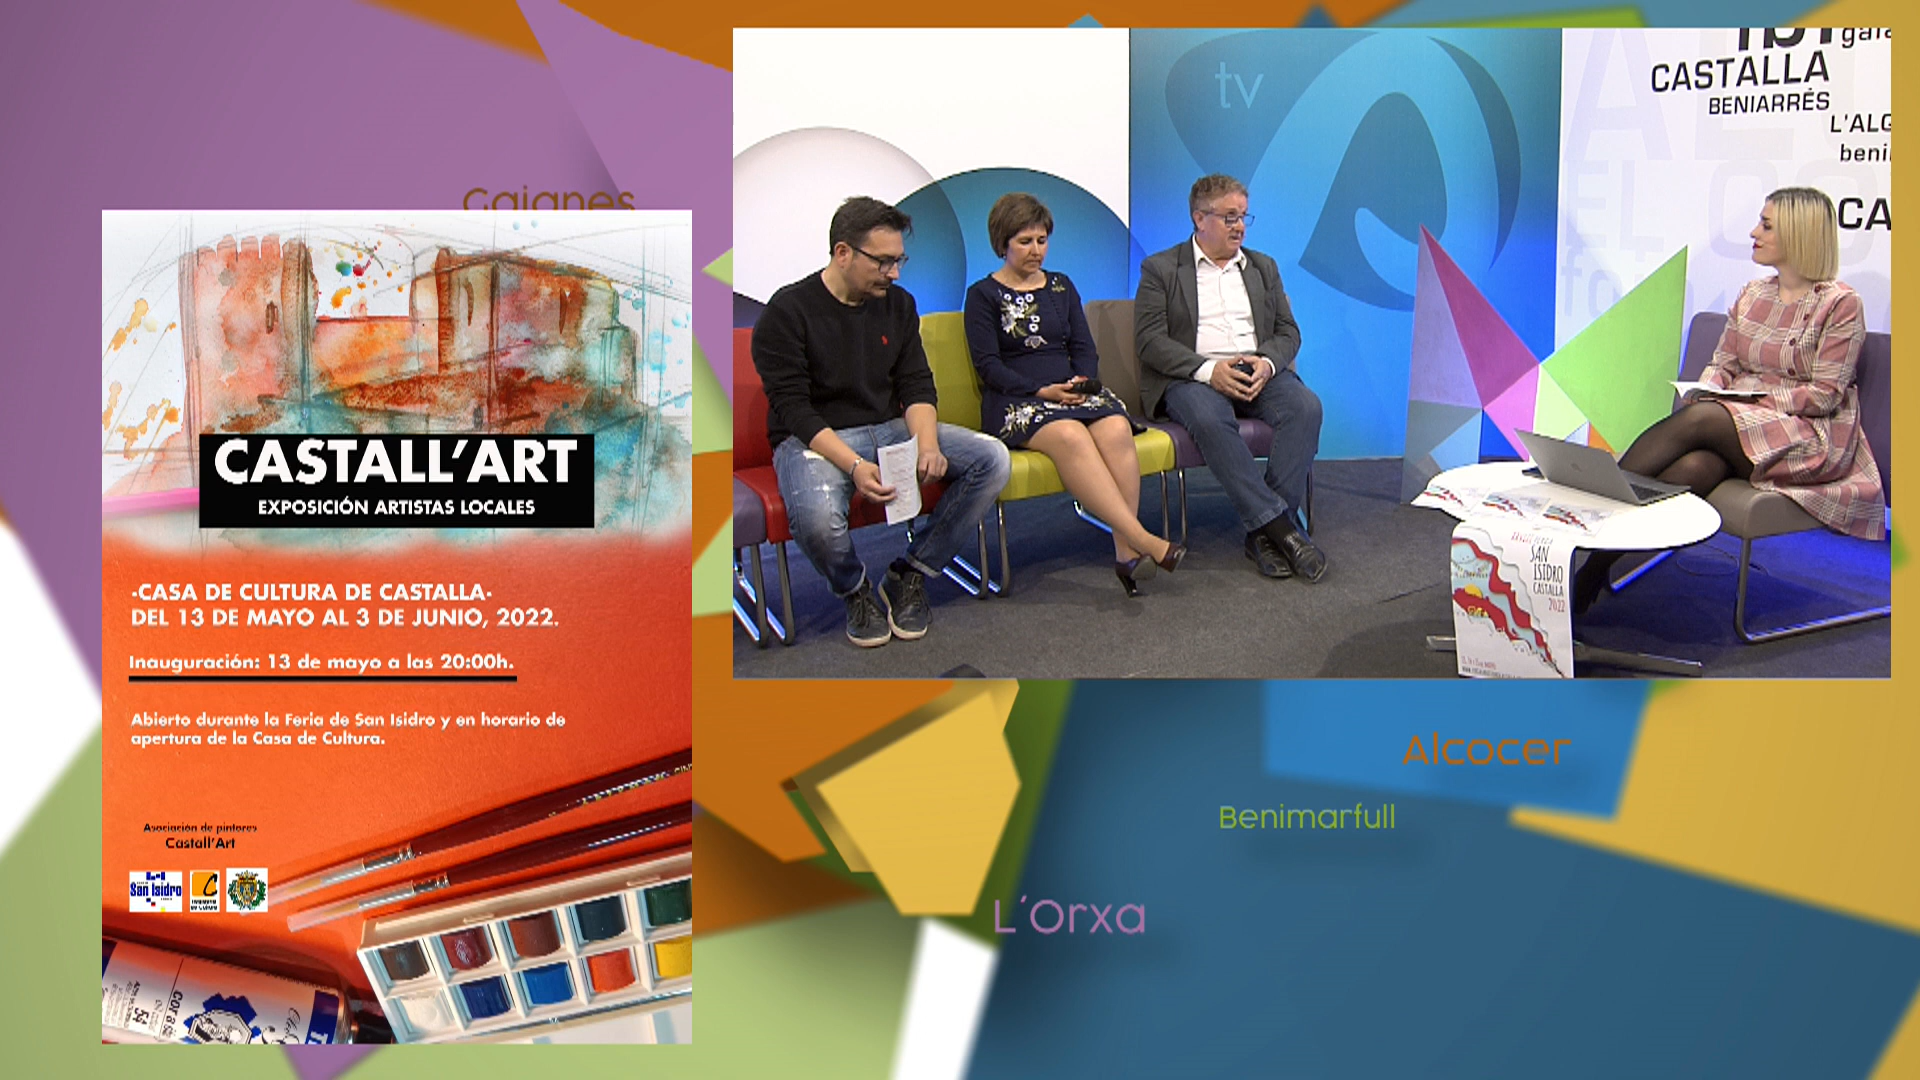 Gaianes
CASTALL'ART
EXPOSICIÓN ARTISTAS LOCALES
-CASA DE CULTURA DE CASTALLA-
DEL 13 DE MAYO AL 3 DE JUNIO, 2022.
Inauguración: 13 de mayo a las 20:00h.
Abierto durante la Feria de San Isidro y en horario de
apertura de la Casa de Cultura.
Asociación de pintores
Castall'Art
San Isidro
tv
CASTALLA
BENIARRÉS
L'ALG
beni
CA
SAN
ISIDRO
CASTALLA
2022
Alcocer
Benimarfull
L'Orxa